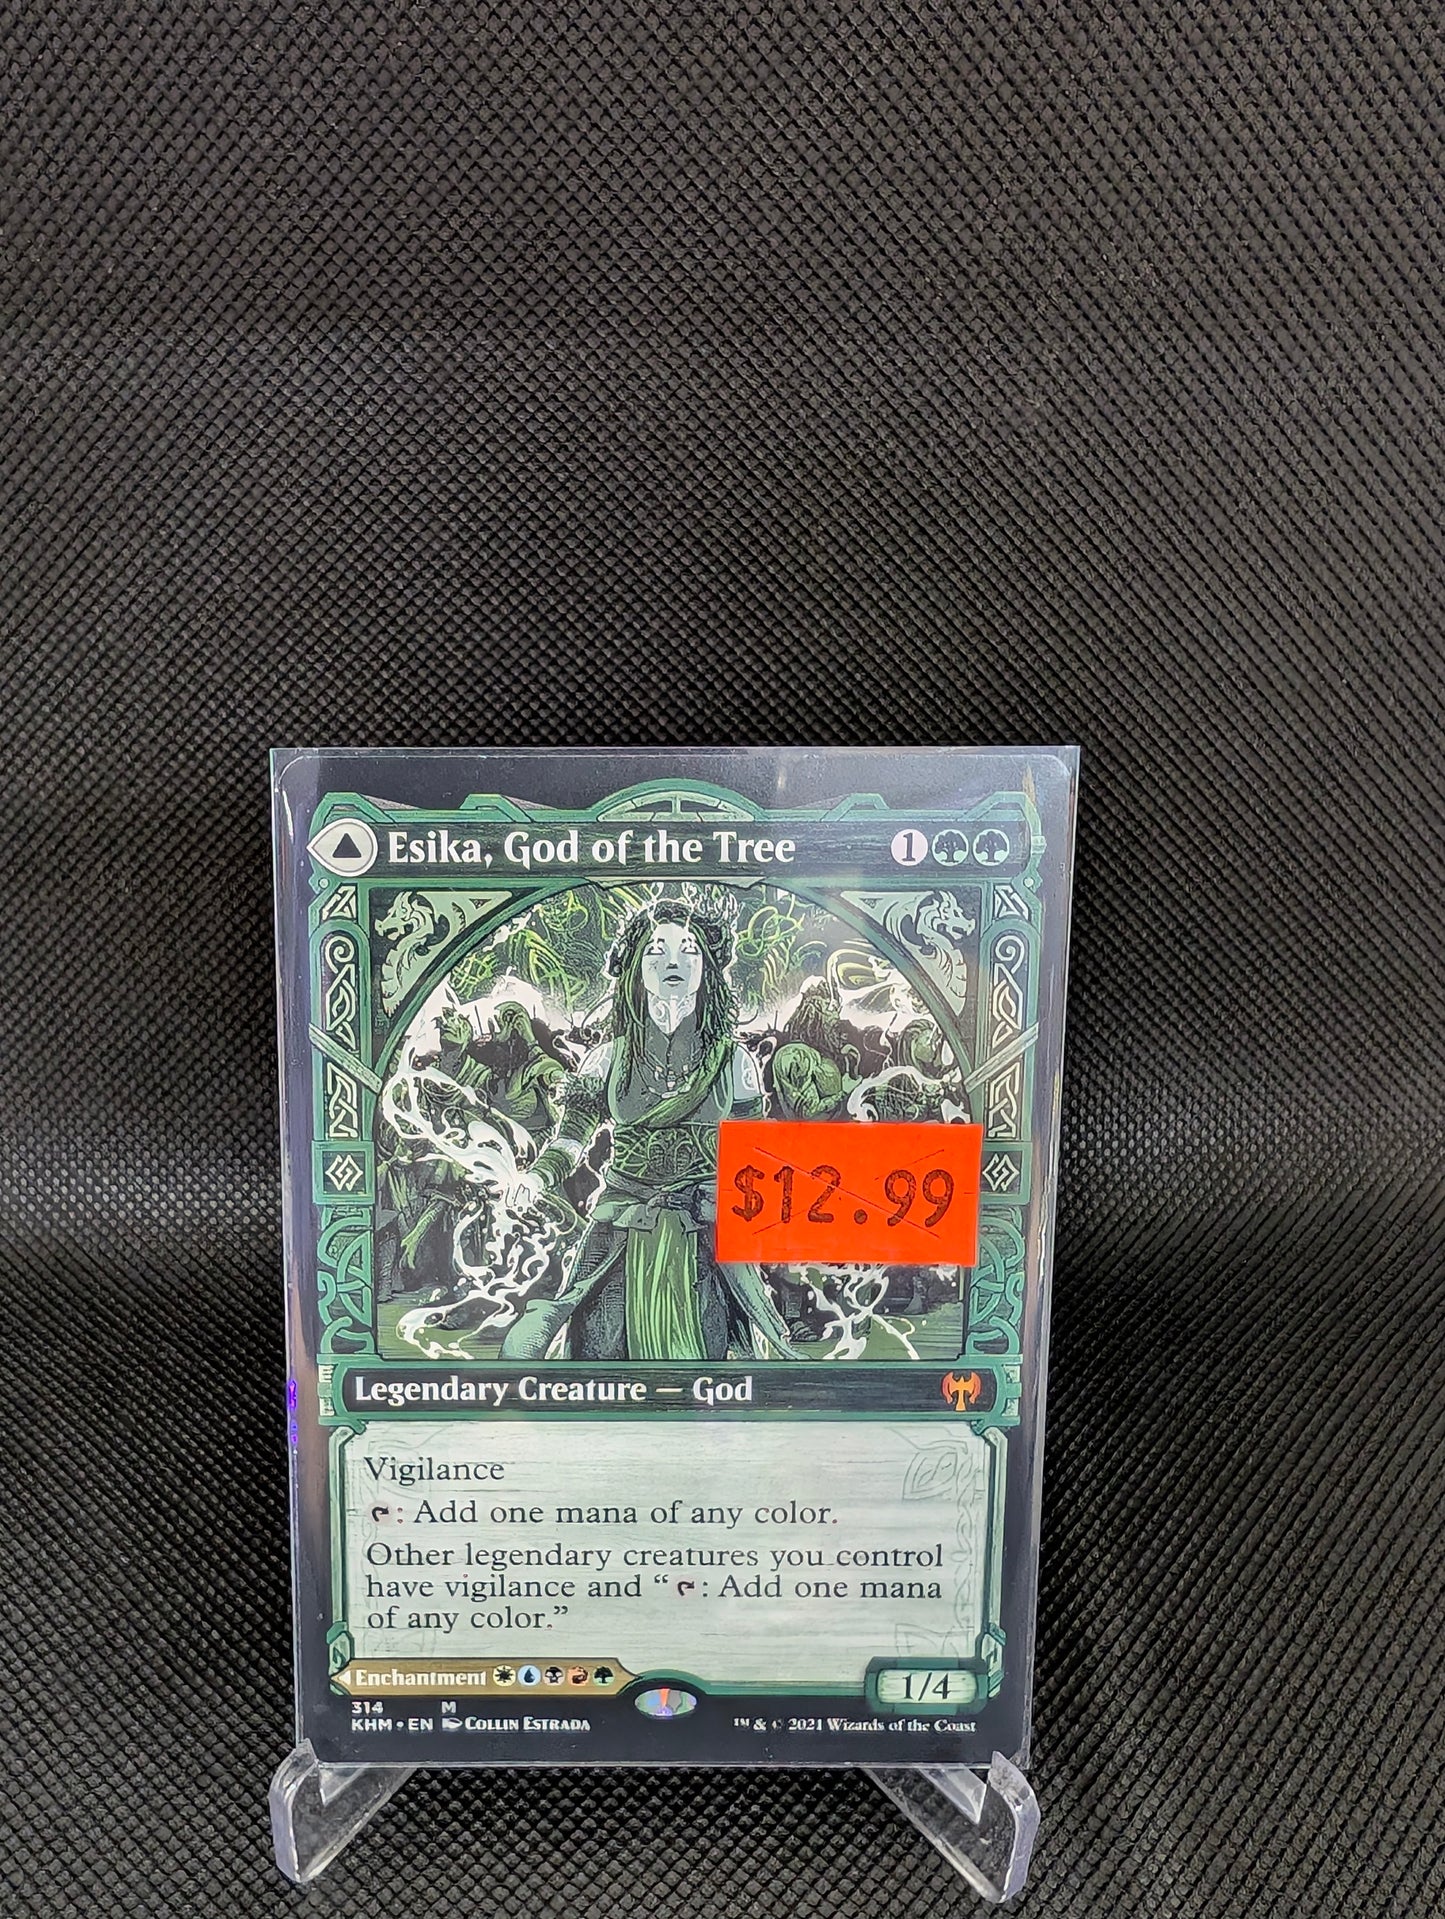 Esika, God of the Tree 1
$12.99
Legendary Creature — God
Vigilance
: Add one mana of any color.
Other legendary creatures you control
have vigilance and “ : Add one mana
of any color.”
Enchantment
1/4
314 M
KHM • EN Collin Estrada
™ & © 2021 Wizards of the Coast